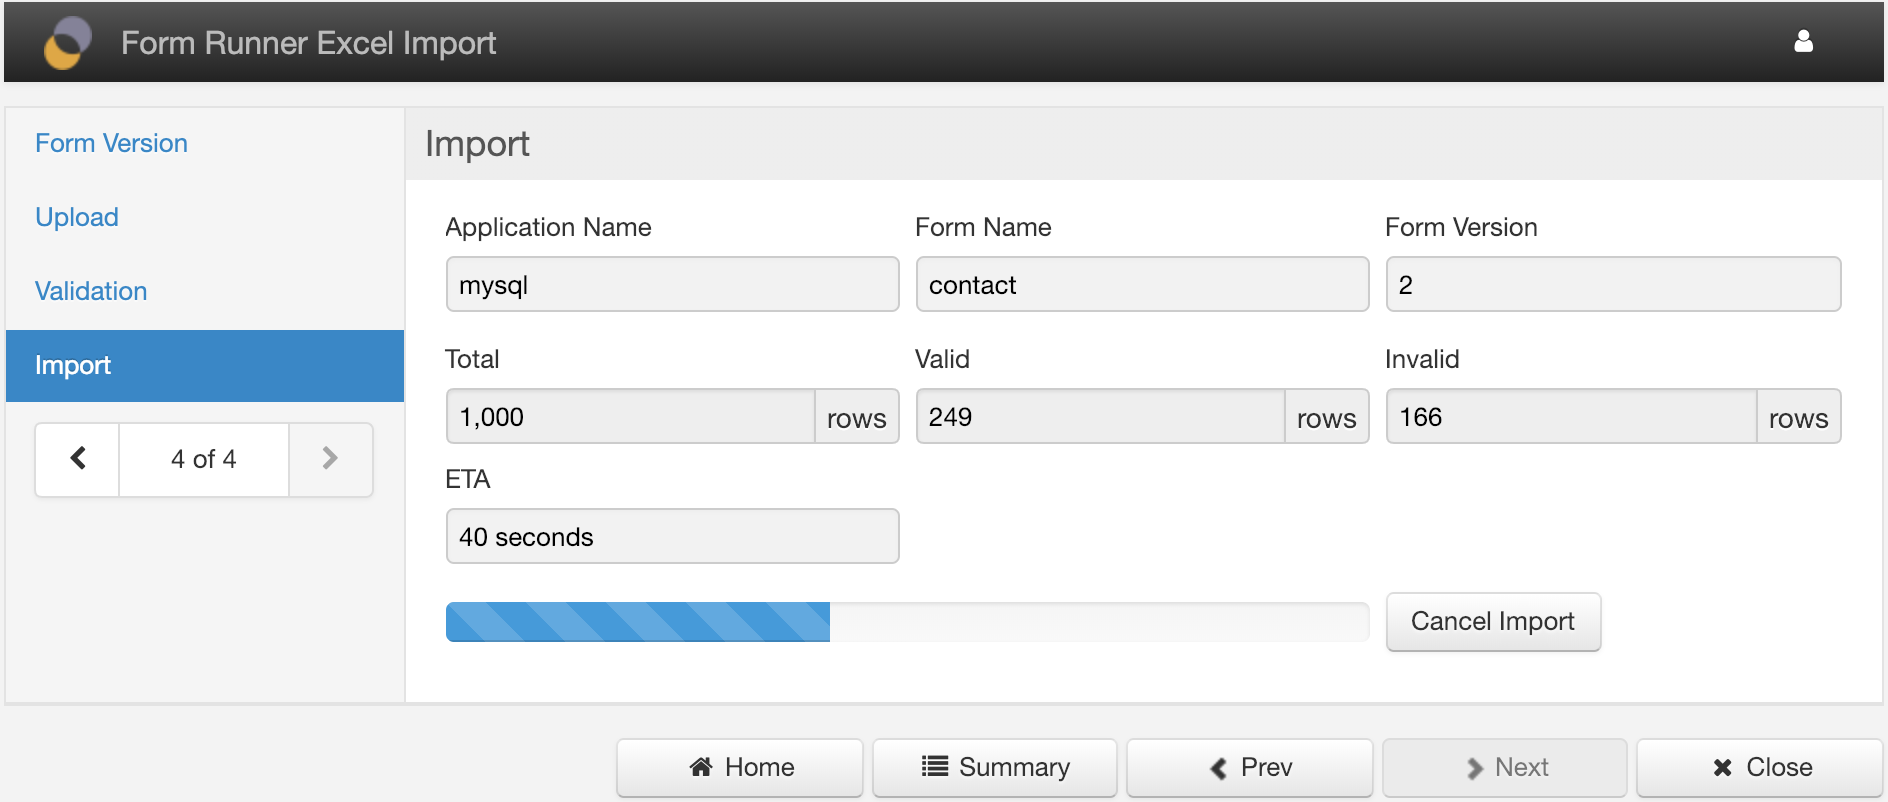 Form Runner Excel Import
Form Version
Upload
Validation
Import
4 of 4
Import
Application Name Form Name Form Version
mysql contact 2
Total Valid Invalid
1,000 rows 249 rows 166 rows
ETA
40 seconds
Cancel Import
Home Summary Prev Next Close